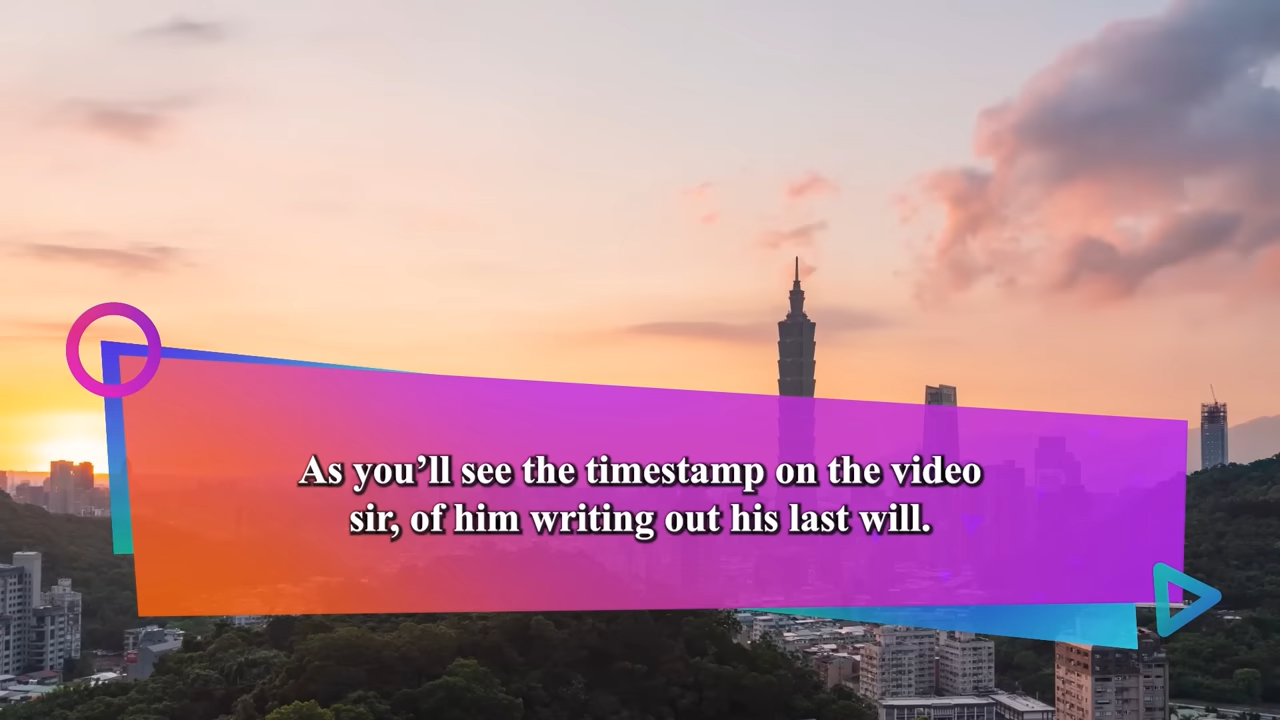 As you’ll see the timestamp on the video
sir, of him writing out his last will.